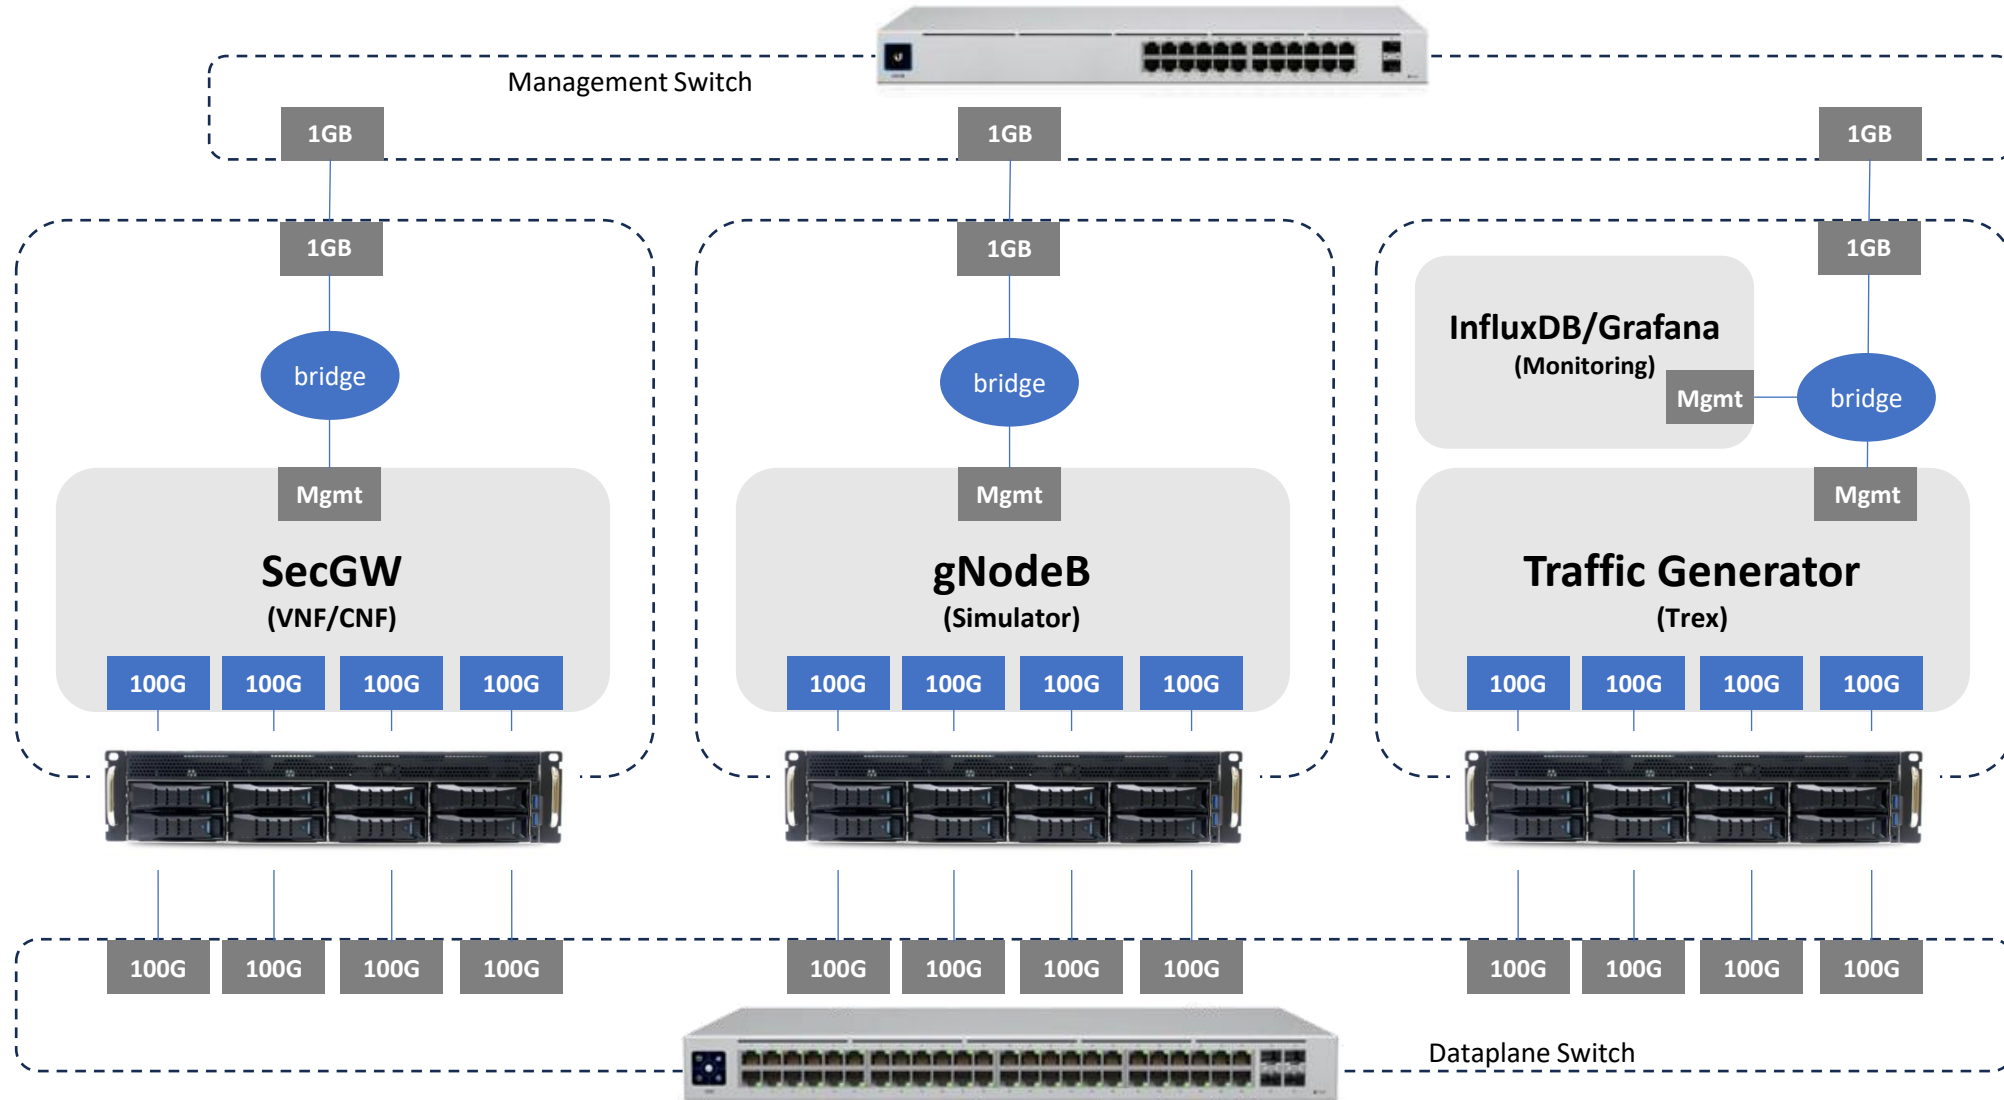 Management Switch
1GB
1GB
1GB
1GB
1GB
1GB
InfluxDB/Grafana
(Monitoring)
bridge
bridge
Mgmt
bridge
Mgmt
Mgmt
Mgmt
SecGW
(VNF/CNF)
gNodeB
(Simulator)
Traffic Generator
(Trex)
100G 100G 100G 100G
100G 100G 100G 100G
100G 100G 100G 100G
100G 100G 100G 100G
100G 100G 100G 100G
100G 100G 100G 100G
Dataplane Switch